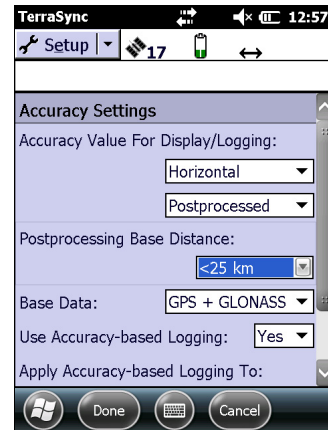 TerraSync 12:57
Setup 17
Accuracy Settings
Accuracy Value For Display/Logging:
Horizontal
Postprocessed
Postprocessing Base Distance:
<25 km
Base Data: GPS + GLONASS
Use Accuracy-based Logging: Yes
Apply Accuracy-based Logging To:
Done Cancel